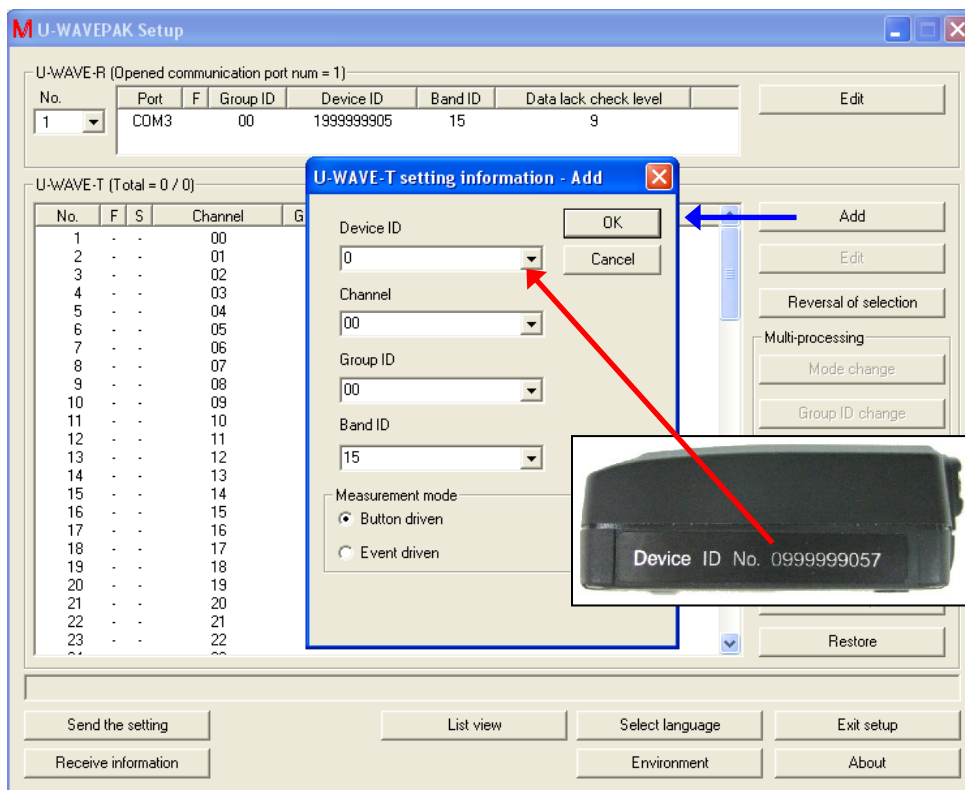 M U-WAVEPAK Setup
U-WAVE-R (Opened communication port num = 1)
No. Port F Group ID Device ID Band ID Data lack check level
1 COM3 00 1999999905 15 9
Edit
U-WAVE-T (Total = 0 / 0)
No. F S Channel G
1 - - 00
2 - - 01
3 - - 02
4 - - 03
5 - - 04
6 - - 05
7 - - 06
8 - - 07
9 - - 08
10 - - 09
11 - - 10
12 - - 11
13 - - 12
14 - - 13
15 - - 14
16 - - 15
17 - - 16
18 - - 17
19 - - 18
20 - - 19
21 - - 20
22 - - 21
23 - - 22
U-WAVE-T setting information - Add
Device ID
0
Channel
00
Group ID
00
Band ID
15
Measurement mode
Button driven
Event driven
OK
Cancel
Add
Edit
Reversal of selection
Multi-processing
Mode change
Group ID change
Device ID No. 0999999057
Restore
Send the setting
List view
Select language
Exit setup
Receive information
Environment
About